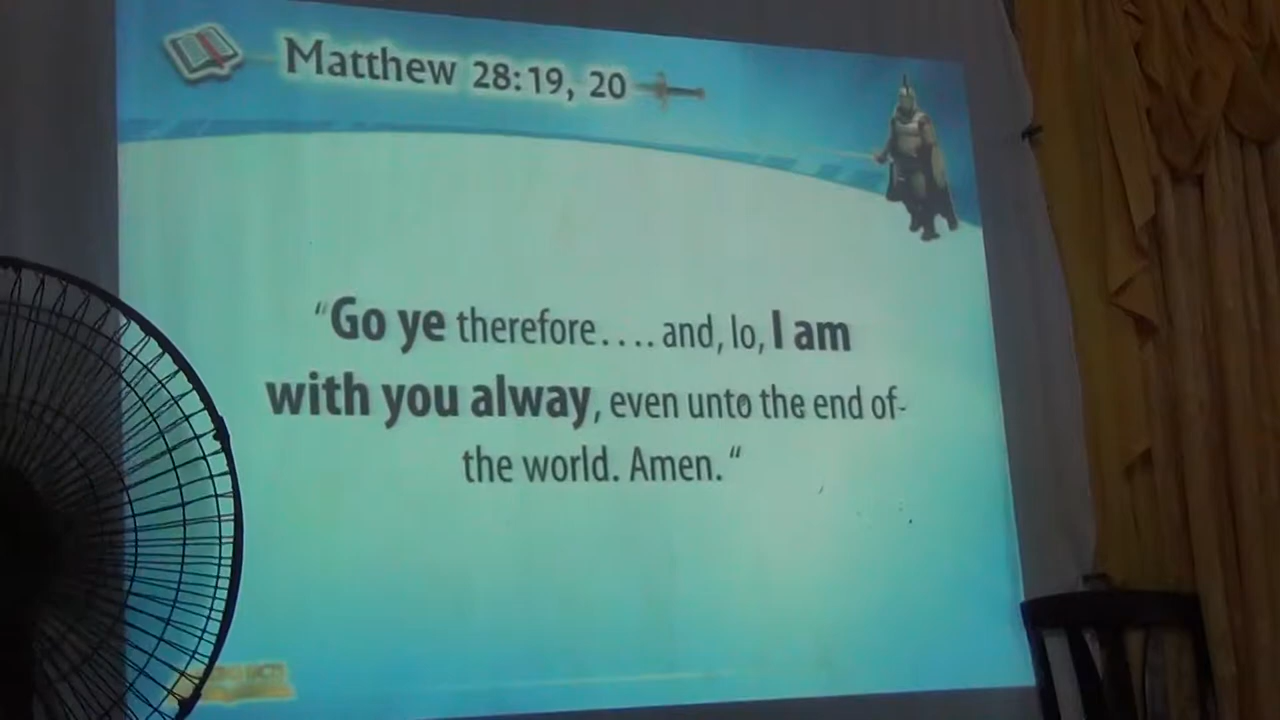 Matthew 28:19, 20
“Go ye therefore.... and, lo, I am
with you alway, even unto the end of-
the world. Amen. “